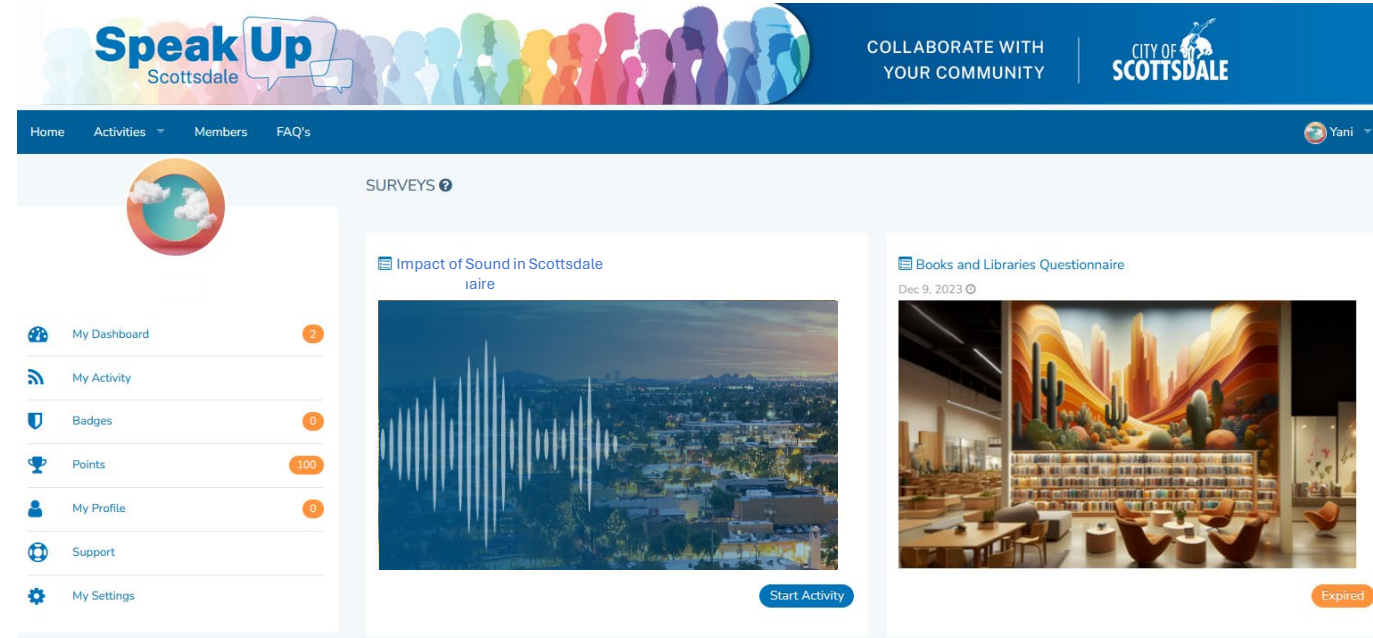 Speak Up
Scottsdale
COLLABORATE WITH
YOUR COMMUNITY
CITY OF
SCOTTSDALE
Home Activities Members FAQ's
Yani
SURVEYS
Impact of Sound in Scottsdale
naire
Dec 9, 2023
Books and Libraries Questionnaire
My Dashboard 2
My Activity
Badges 0
Points 100
My Profile 0
Support
My Settings
Start Activity
Expired